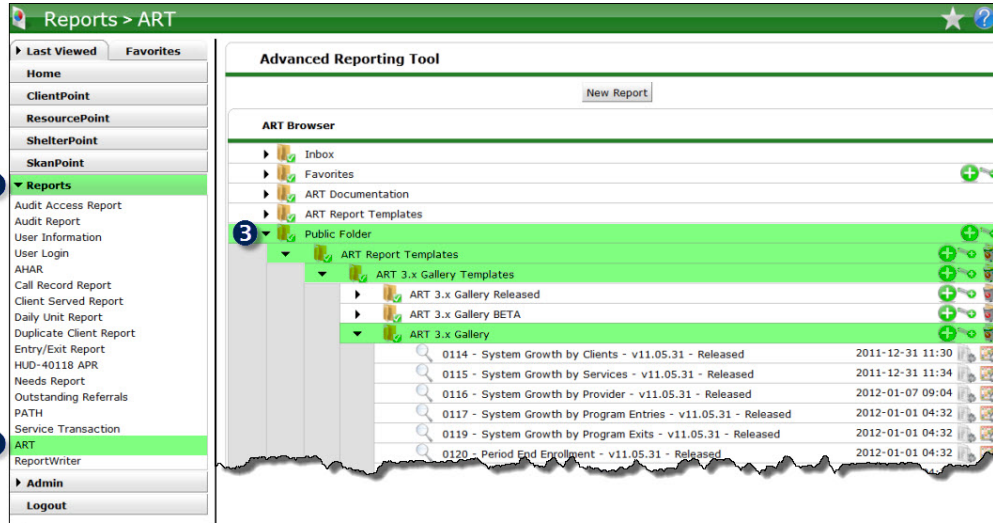 Reports > ART
Last Viewed Favorites
Home
ClientPoint
ResourcePoint
ShelterPoint
SkanPoint
Reports
Audit Access Report
Audit Report
User Information
User Login
AHAR
Call Record Report
Client Served Report
Daily Unit Report
Duplicate Client Report
Entry/Exit Report
HUD-40118 APR
Needs Report
Outstanding Referrals
PATH
Service Transaction
ART
ReportWriter
Admin
Logout
Advanced Reporting Tool
New Report
ART Browser
Inbox
Favorites
ART Documentation
ART Report Templates
3 Public Folder
ART Report Templates
ART 3.x Gallery Templates
ART 3.x Gallery Released
ART 3.x Gallery BETA
ART 3.x Gallery
0114 - System Growth by Clients - v11.05.31 - Released 2011-12-31 11:30
0115 - System Growth by Services - v11.05.31 - Released 2011-12-31 11:34
0116 - System Growth by Provider - v11.05.31 - Released 2012-01-07 09:04
0117 - System Growth by Program Entries - v11.05.31 - Released 2012-01-01 04:32
0119 - System Growth by Program Exits - v11.05.31 - Released 2012-01-01 04:32
0120 - Period End Enrollment - v11.05.31 - Released 2012-01-01 04:32